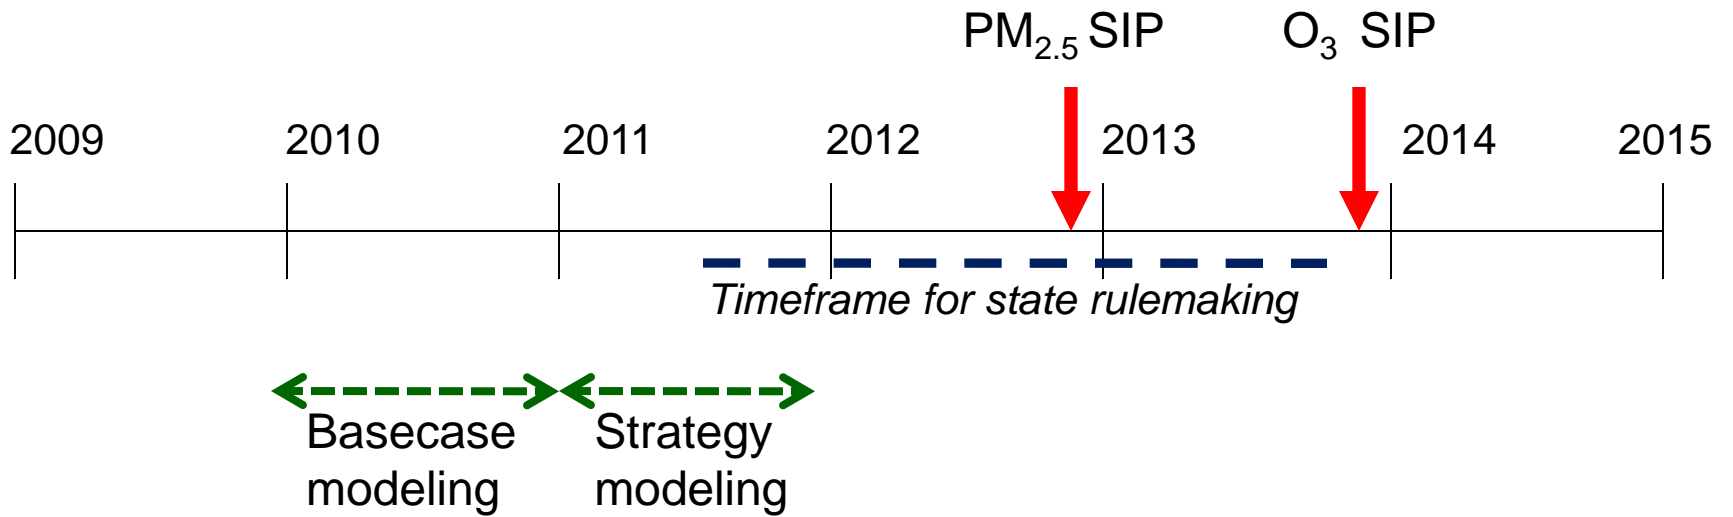 PM2.5 SIP
O3 SIP
2009
2010
2011
2012
2013
2014
2015
Timeframe for state rulemaking
Basecase
modeling
Strategy
modeling